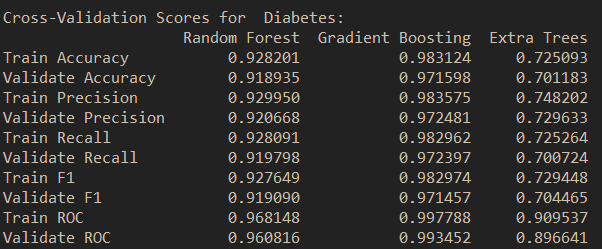 Cross-Validation Scores for  Diabetes:
Random Forest  Gradient Boosting  Extra Trees
Train Accuracy 0.928201 0.983124 0.725093
Validate Accuracy 0.918935 0.971598 0.701183
Train Precision 0.929950 0.983575 0.748202
Validate Precision 0.920668 0.972481 0.729633
Train Recall 0.928091 0.982962 0.725264
Validate Recall 0.919798 0.972397 0.700724
Train F1 0.927649 0.982974 0.729448
Validate F1 0.919090 0.971457 0.704465
Train ROC 0.968148 0.997788 0.909537
Validate ROC 0.960816 0.993452 0.896641